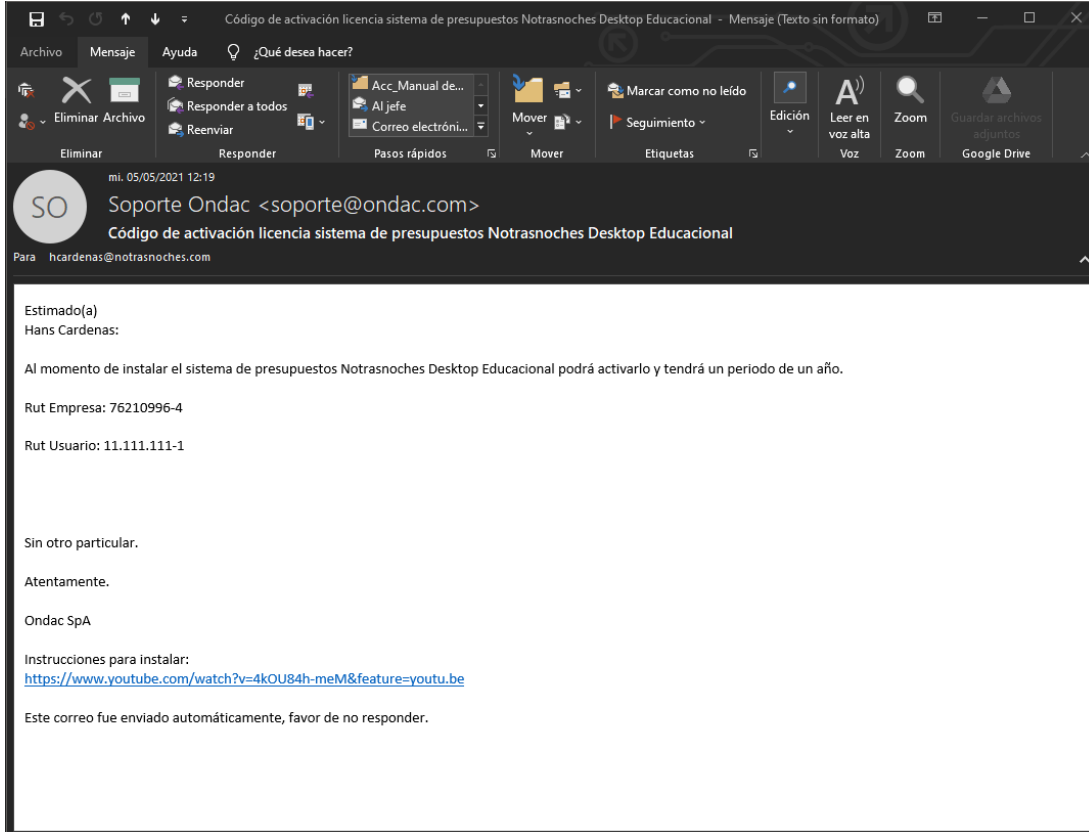 Código de activación licencia sistema de presupuestos Notrasnoches Desktop Educacional - Mensaje (Texto sin formato)
Archivo Mensaje Ayuda ¿Qué desea hacer?
Eliminar Archivo
Responder
Responder a todos
Reenviar
Acc_Manual de...
Al jefe
Correo electróni...
Mover
Marcar como no leído
Seguimiento
Edición
Leer en voz alta
Zoom
Guardar archivos adjuntos
Eliminar Responder Pasos rápidos Mover Etiquetas Voz Zoom Google Drive
mi. 05/05/2021 12:19
SO
Soporte Ondac <soporte@ondac.com>
Código de activación licencia sistema de presupuestos Notrasnoches Desktop Educacional
Para hcardenas@notrasnoches.com
Estimado(a)
Hans Cardenas:
Al momento de instalar el sistema de presupuestos Notrasnoches Desktop Educacional podrá activarlo y tendrá un periodo de un año.
Rut Empresa: 76210996-4
Rut Usuario: 11.111.111-1
Sin otro particular.
Atentamente.
Ondac SpA
Instrucciones para instalar:
https://www.youtube.com/watch?v=4kOU84h-meM&feature=youtu.be
Este correo fue enviado automáticamente, favor de no responder.